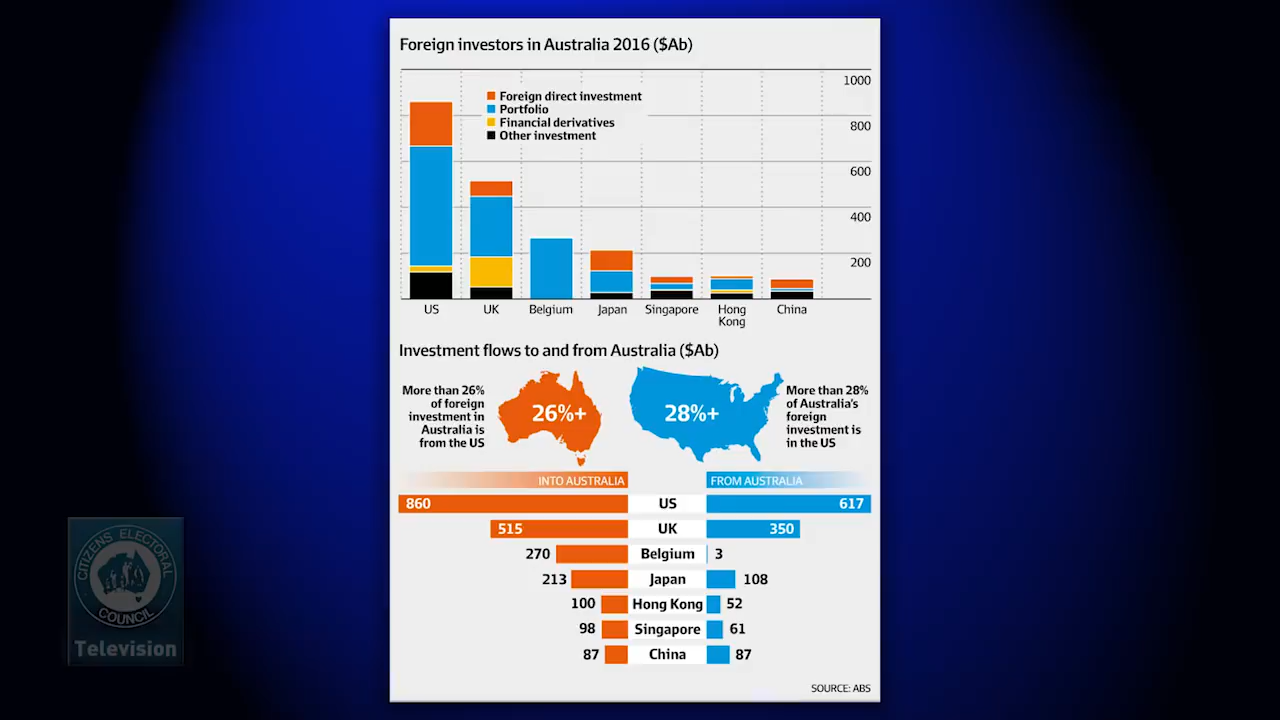 Foreign investors in Australia 2016 ($Ab)
1000
Foreign direct investment
Portfolio
800
Financial derivatives
Other investment
600
400
200
US UK Belgium Japan Singapore Hong Kong China
Investment flows to and from Australia ($Ab)
More than 26%
of foreign
investment in
Australia is
from the US
26%+
28%+
More than 28%
of Australia's
foreign
investment is
in the US
INTO AUSTRALIA FROM AUSTRALIA
860 US 617
515 UK 350
270 Belgium 3
213 Japan 108
100 Hong Kong 52
98 Singapore 61
87 China 87
SOURCE: ABS
CITIZENS ELECTORAL
COUNCIL
Television